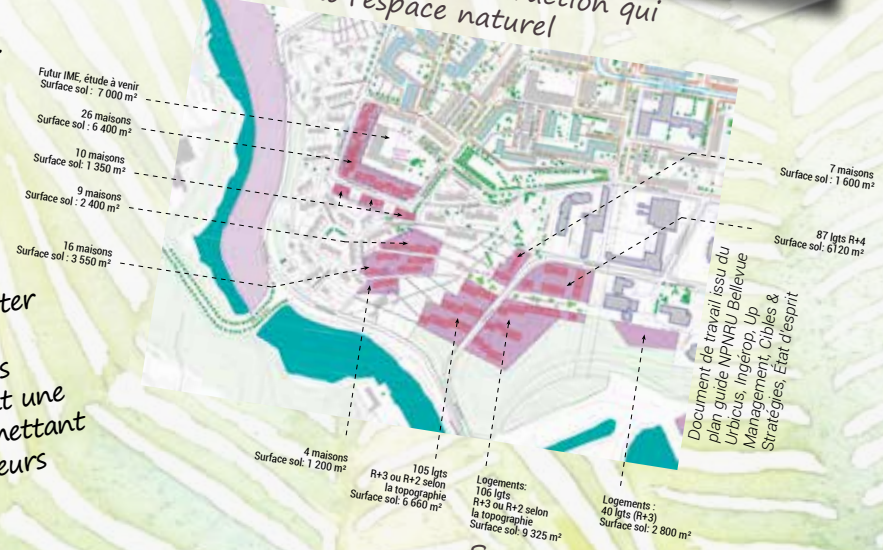 l'espace naturel
Futur IME, étude à venir
Surface sol : 7 000 m²
26 maisons
Surface sol : 6 400 m²
10 maisons
Surface sol: 1 350 m²
9 maisons
Surface sol : 2 400 m²
16 maisons
Surface sol : 3 550 m²
7 maisons
Surface sol : 1 600 m²
87 lgts R+4
Surface sol: 6120 m²
Document de travail issu du
plan guide NPNRU Bellevue
Urbicus, Ingérop, Up
Management, Cibles &
Stratégies, État d'esprit
4 maisons
Surface sol: 1 200 m²
105 lgts
R+3 ou R+2 selon
la topographie
Surface sol: 6 660 m²
Logements:
106 lgts
R+3 ou R+2 selon
la topographie
Surface sol: 9 325 m²
Logements :
40 lgts (R+3)
Surface sol: 2 800 m²
une